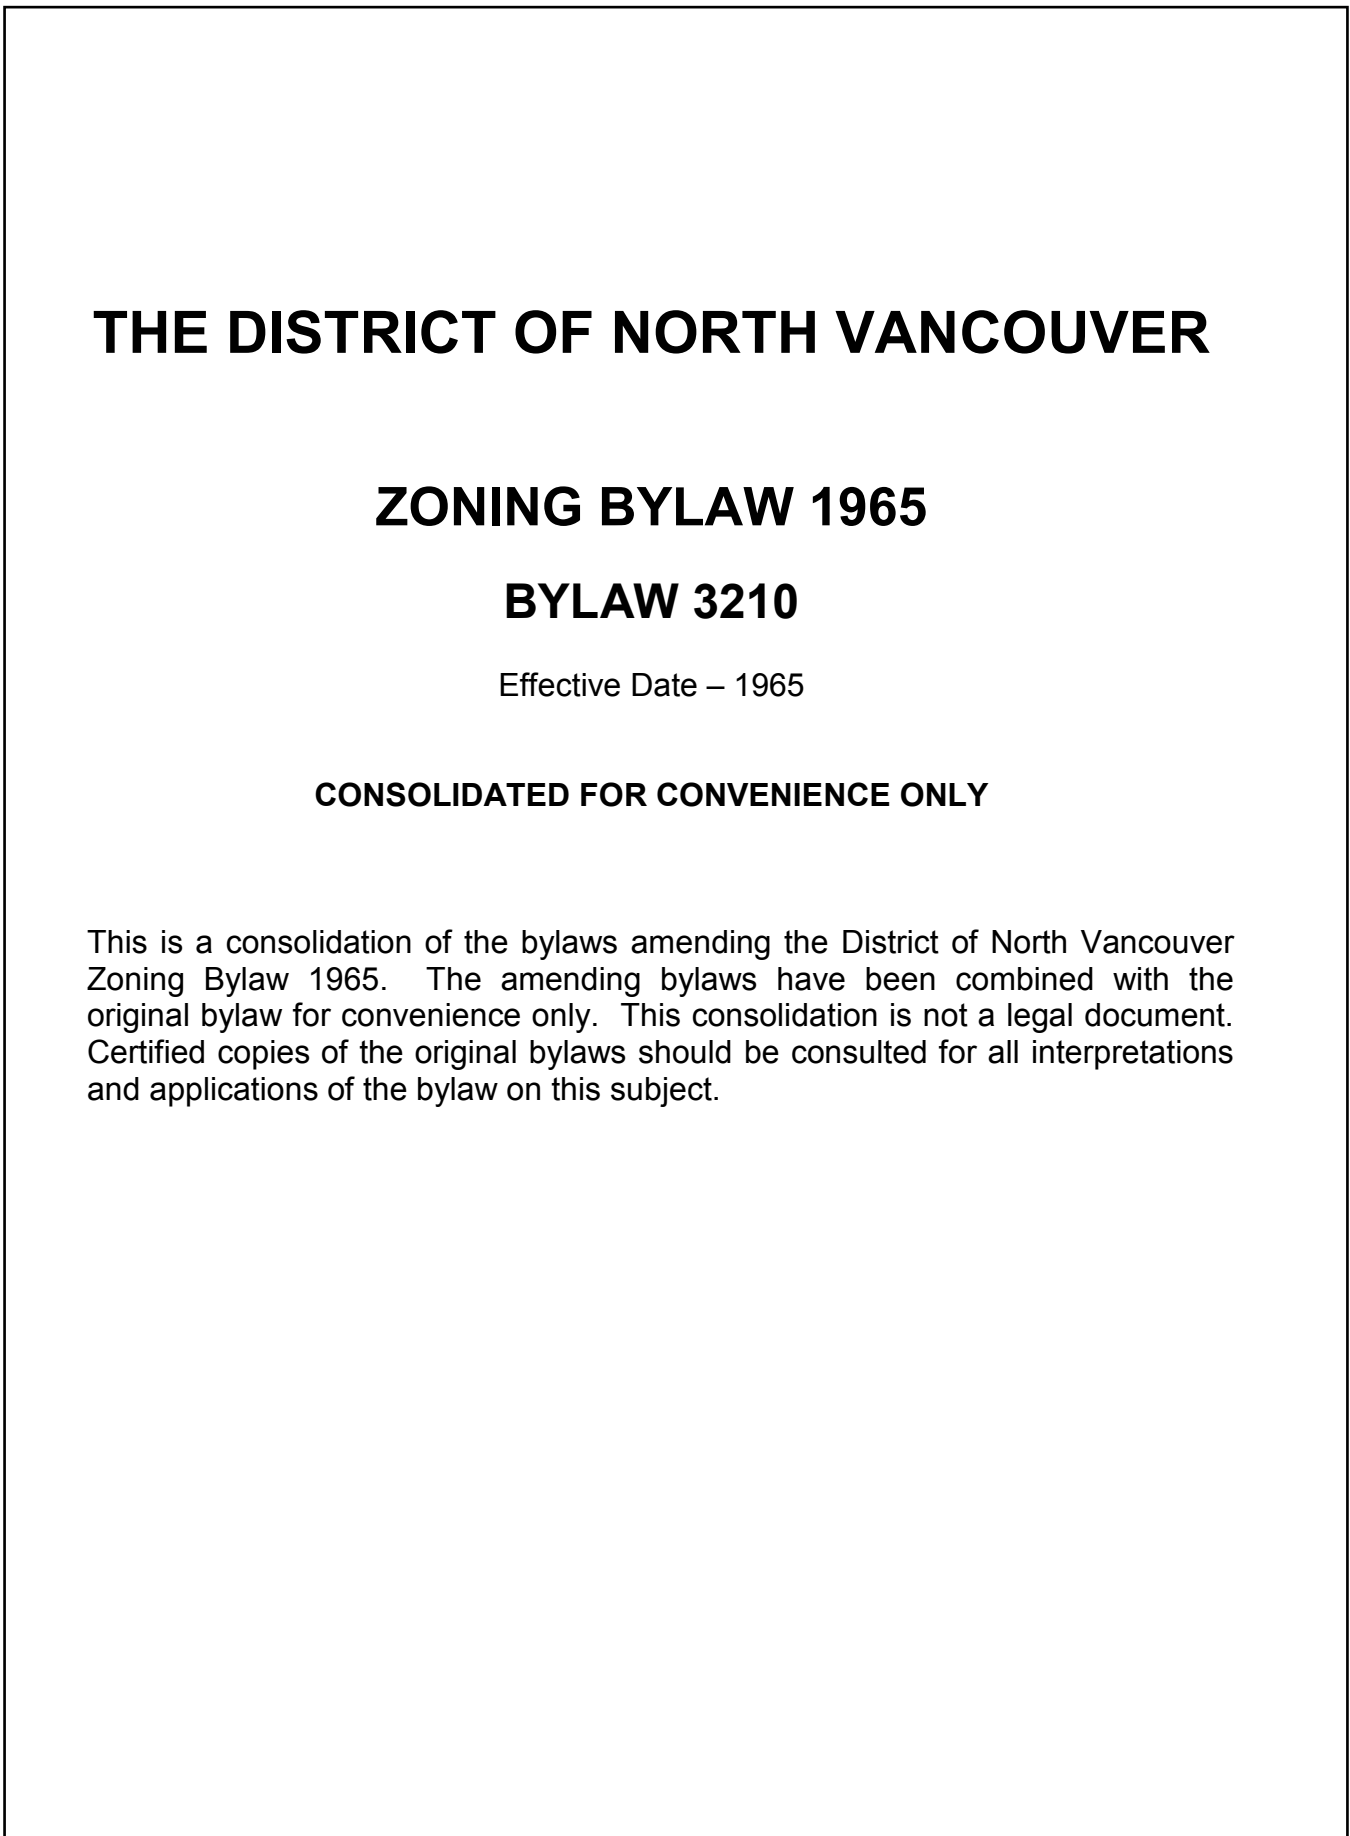 THE DISTRICT OF NORTH VANCOUVER
ZONING BYLAW 1965
BYLAW 3210
Effective Date – 1965
CONSOLIDATED FOR CONVENIENCE ONLY
This is a consolidation of the bylaws amending the District of North Vancouver
Zoning Bylaw 1965. The amending bylaws have been combined with the
original bylaw for convenience only. This consolidation is not a legal document.
Certified copies of the original bylaws should be consulted for all interpretations
and applications of the bylaw on this subject.